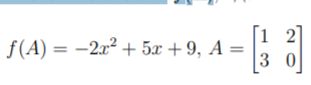 f(A) = −2x² + 5x + 9, A = [1 2
3 0]